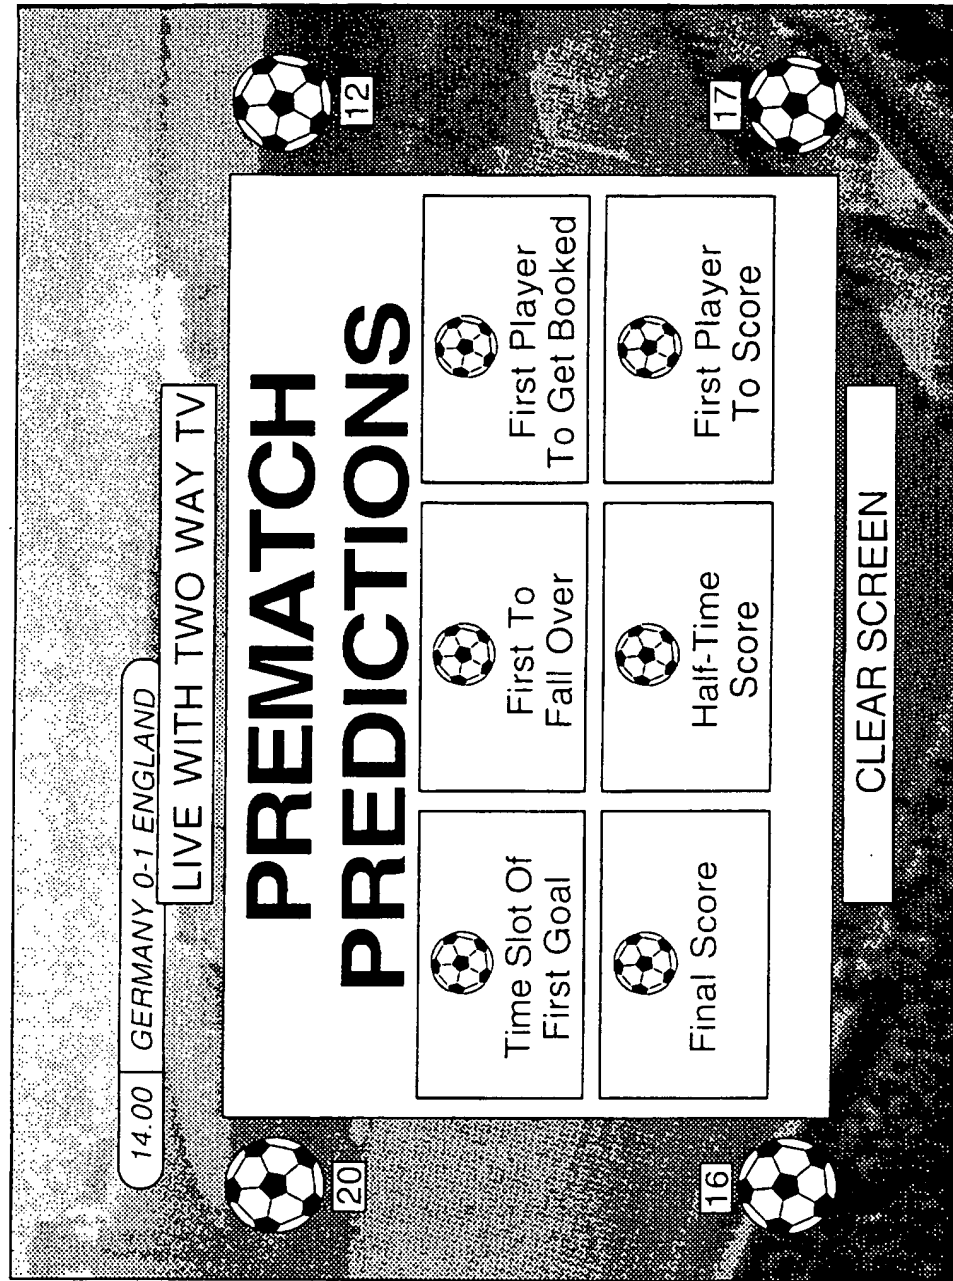 14.00 GERMANY 0-1 ENGLAND
LIVE WITH TWO WAY TV
PREMATCH
PREDICTIONS
20
12
Time Slot Of
First Goal
First To
Fall Over
First Player
To Get Booked
Final Score
Half-Time
Score
First Player
To Score
16
17
CLEAR SCREEN